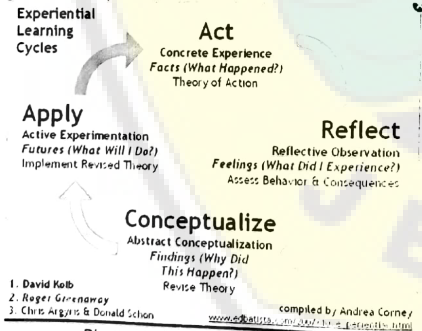 Experiential
Learning
Cycles
Act
Concrete Experience
Facts (What Happened?)
Theory of Action
Reflect
Reflective Observation
Feelings (What Did I Experience?)
Assess Behavior & Consequences
Conceptualize
Abstract Conceptualization
Findings (Why Did
This Happen?)
Revise Theory
Apply
Active Experimentation
Futures (What Will I Do?)
Implement Revised Theory
1. David Kolb
2. Roger Greenaway
3. Chris Argyris & Donald Schon
compiled by Andrea Corney